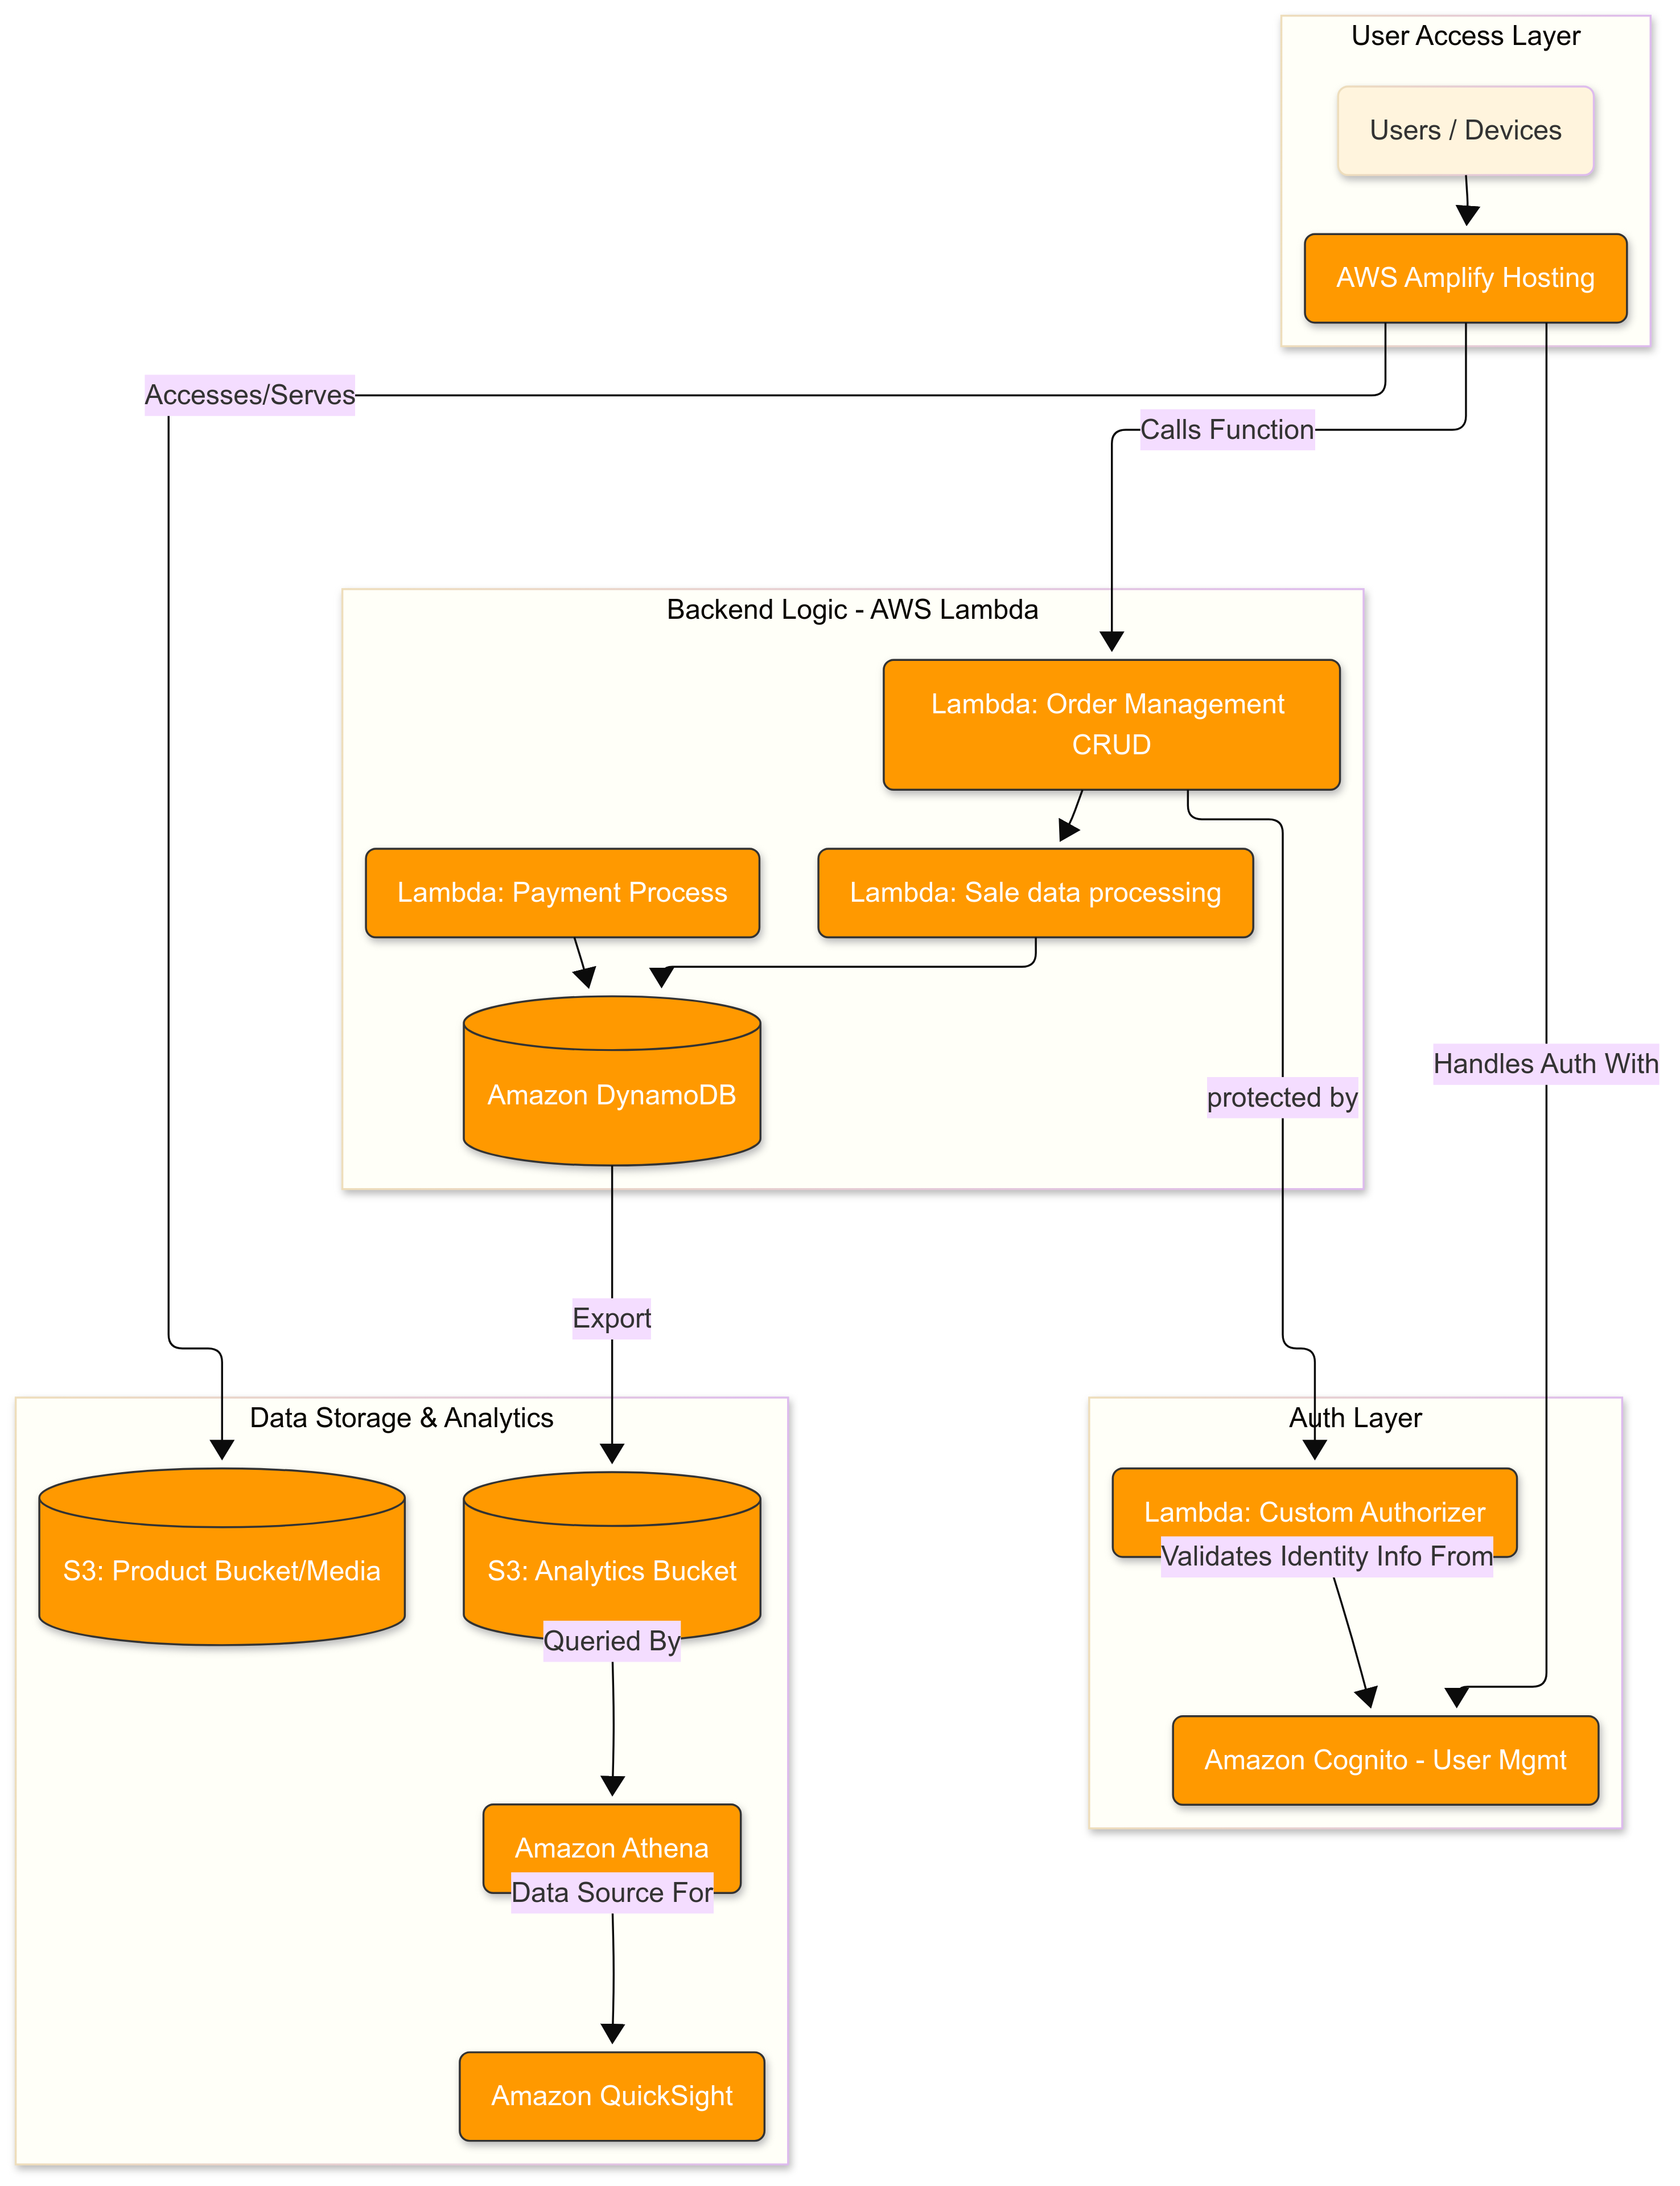 User Access Layer
Users / Devices
AWS Amplify Hosting
Accesses/Serves
Calls Function
Backend Logic - AWS Lambda
Lambda: Order Management
CRUD
Lambda: Payment Process
Lambda: Sale data processing
Handles Auth With
Amazon DynamoDB
protected by
Export
Data Storage & Analytics
Auth Layer
Lambda: Custom Authorizer
Validates Identity Info From
S3: Product Bucket/Media
S3: Analytics Bucket
Queried By
Amazon Cognito - User Mgmt
Amazon Athena
Data Source For
Amazon QuickSight